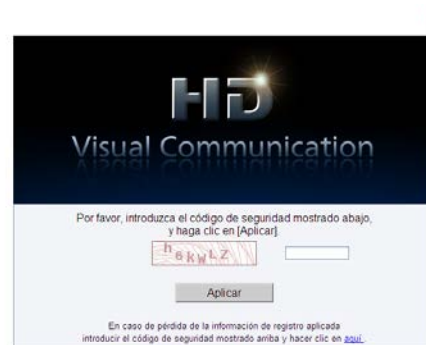 HD
Visual Communication
Por favor, introduzca el código de seguridad mostrado abajo,
y haga clic en [Aplicar].
h6kWLZ
Aplicar
En caso de pérdida de la información de registro aplicada
introducir el código de seguridad mostrado arriba y hacer clic en aquí .